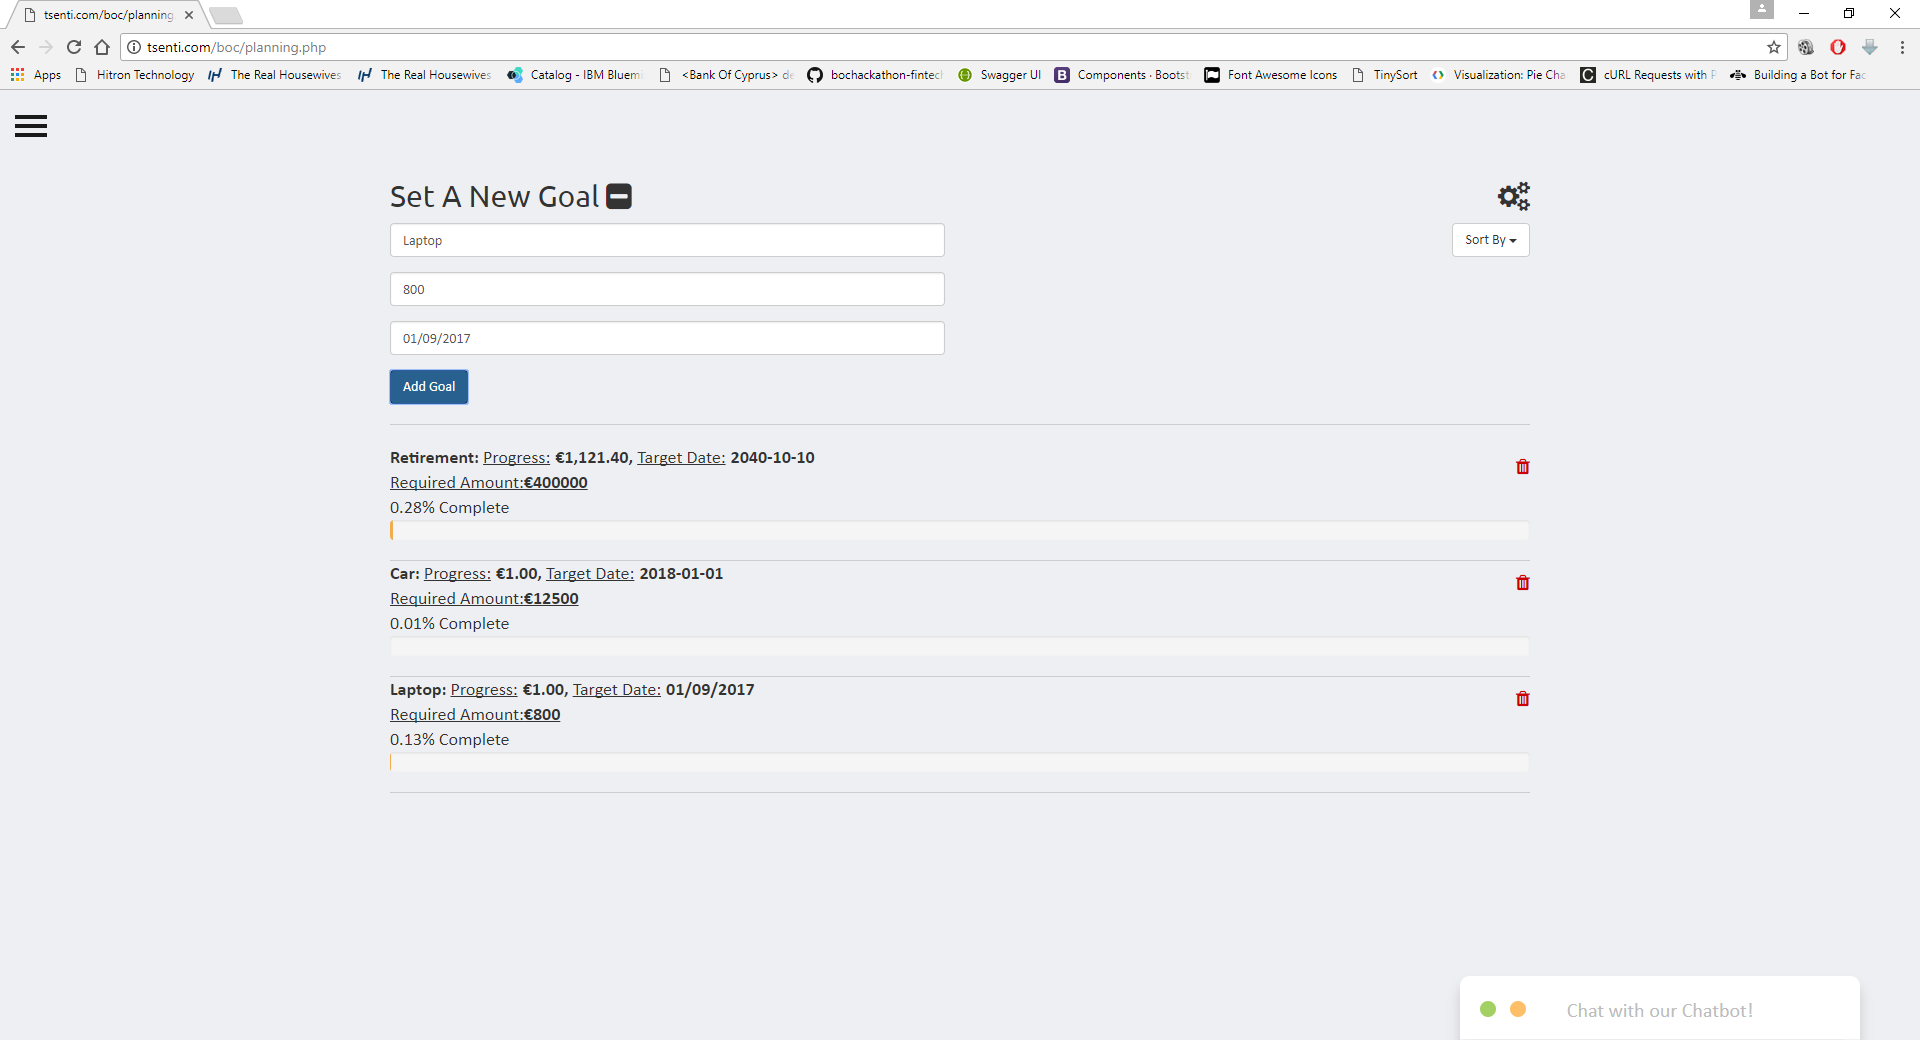 tsenti.com/boc/planning
tsenti.com/boc/planning.php
Apps Hitron Technology The Real Housewives The Real Housewives Catalog - IBM Bluem <Bank Of Cyprus> de bochackathon-fintech Swagger UI Components · Bootst Font Awesome Icons TinySort Visualization: Pie Cha cURL Requests with P Building a Bot for Fac
Set A New Goal
Laptop
Sort By
800
01/09/2017
Add Goal
Retirement: Progress: €1,121.40, Target Date: 2040-10-10
Required Amount:€400000
0.28% Complete
Car: Progress: €1.00, Target Date: 2018-01-01
Required Amount:€12500
0.01% Complete
Laptop: Progress: €1.00, Target Date: 01/09/2017
Required Amount:€800
0.13% Complete
Chat with our Chatbot!